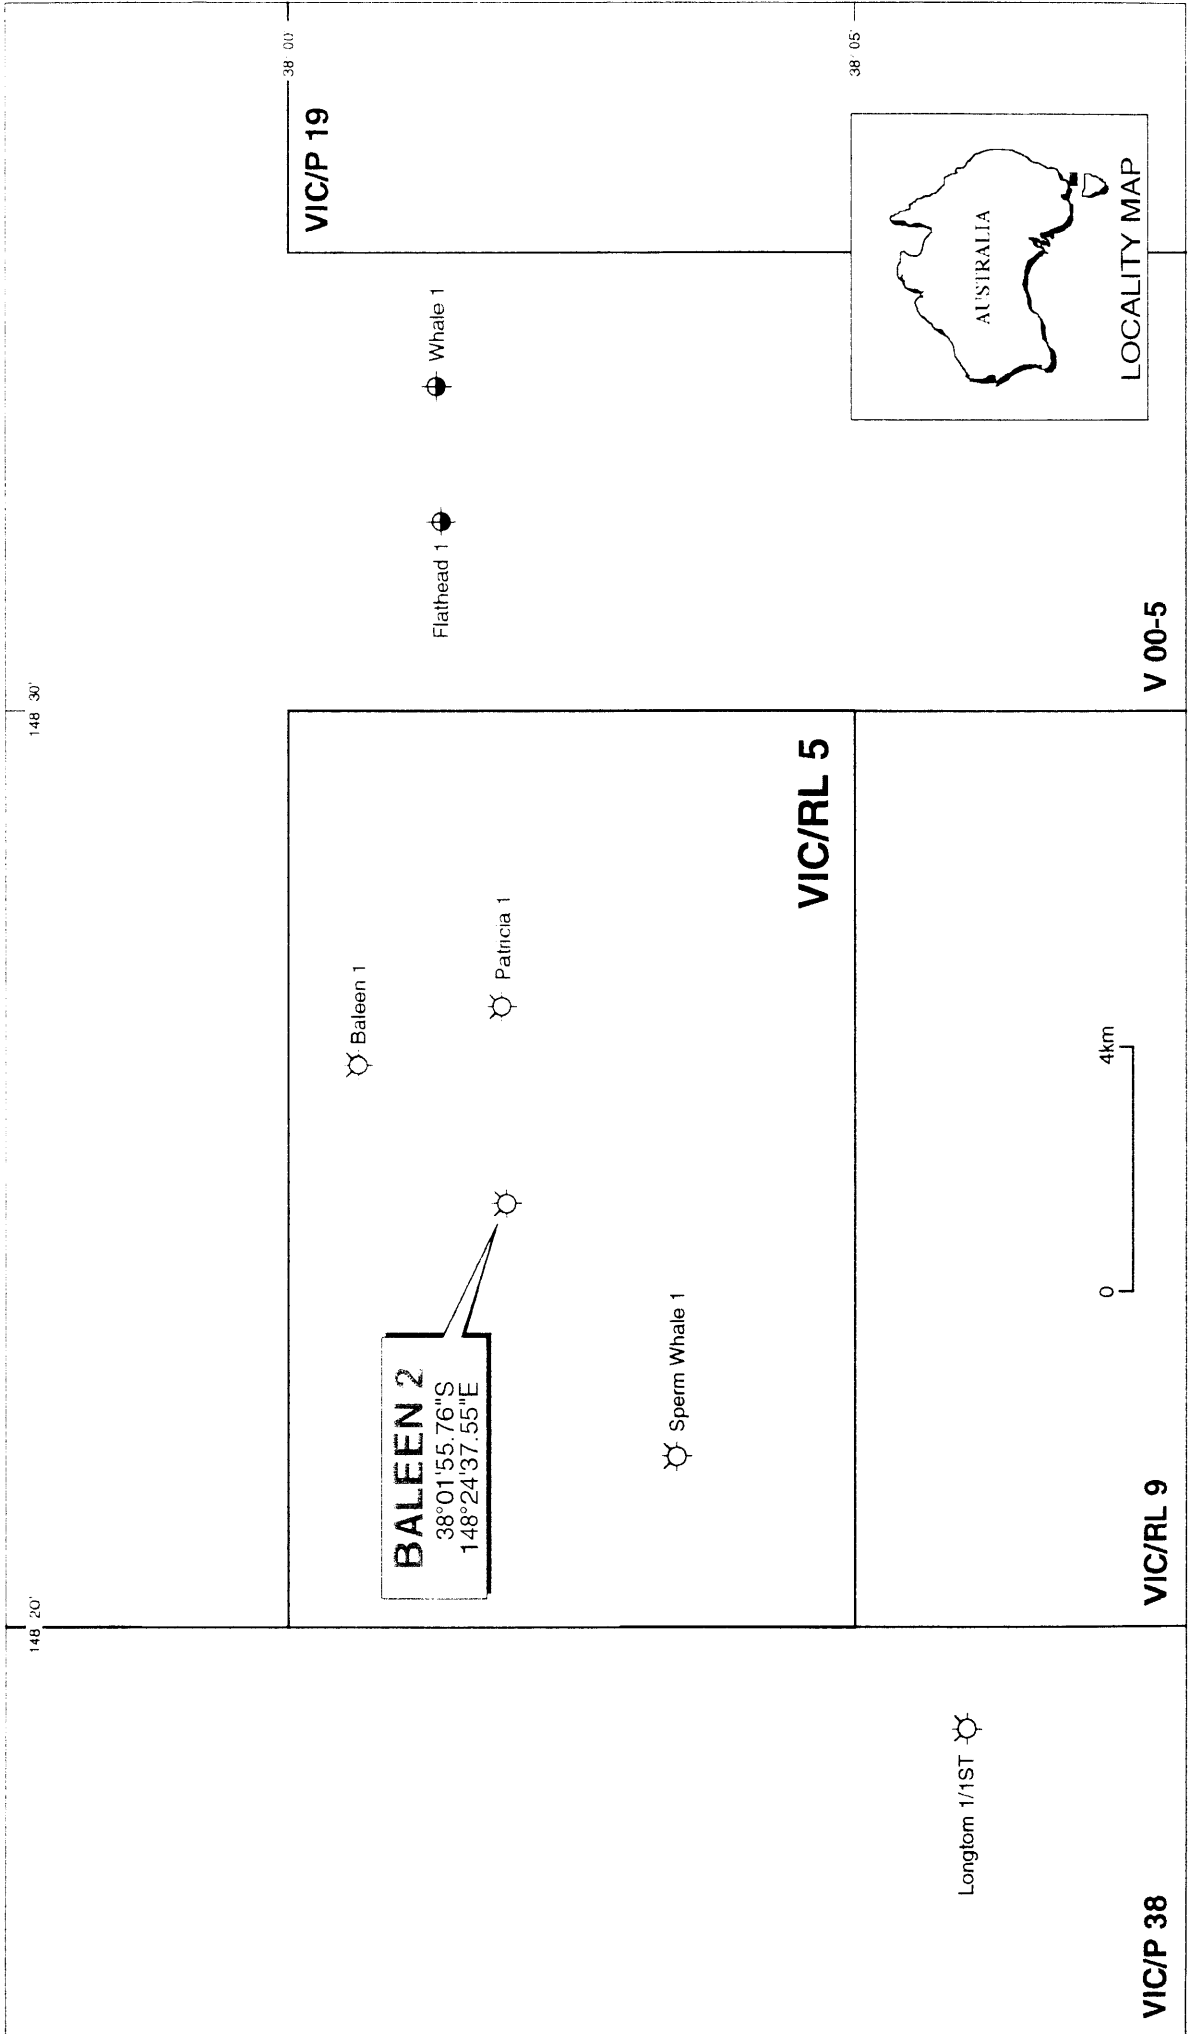 148 20'
148 30'
38 00'
38 05'
VIC/P 19
Whale 1
Flathead 1
Baleen 1
Patricia 1
BALEEN 2
38°01'55.76"S
148°24'37.55"E
Sperm Whale 1
VIC/RL 5
Longtom 1/1ST
0
4km
AUSTRALIA
LOCALITY MAP
VIC/P 38
VIC/RL 9
V 00-5